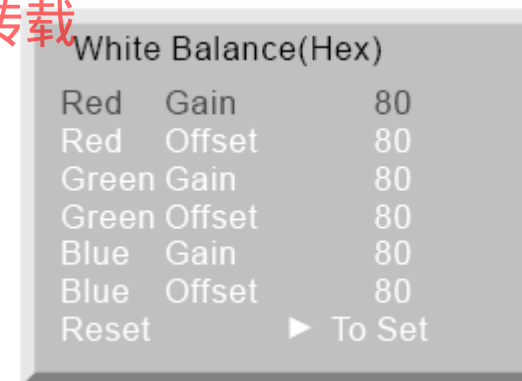 转载
White Balance(Hex)
Red Gain 80
Red Offset 80
Green Gain 80
Green Offset 80
Blue Gain 80
Blue Offset 80
Reset ▶ To Set